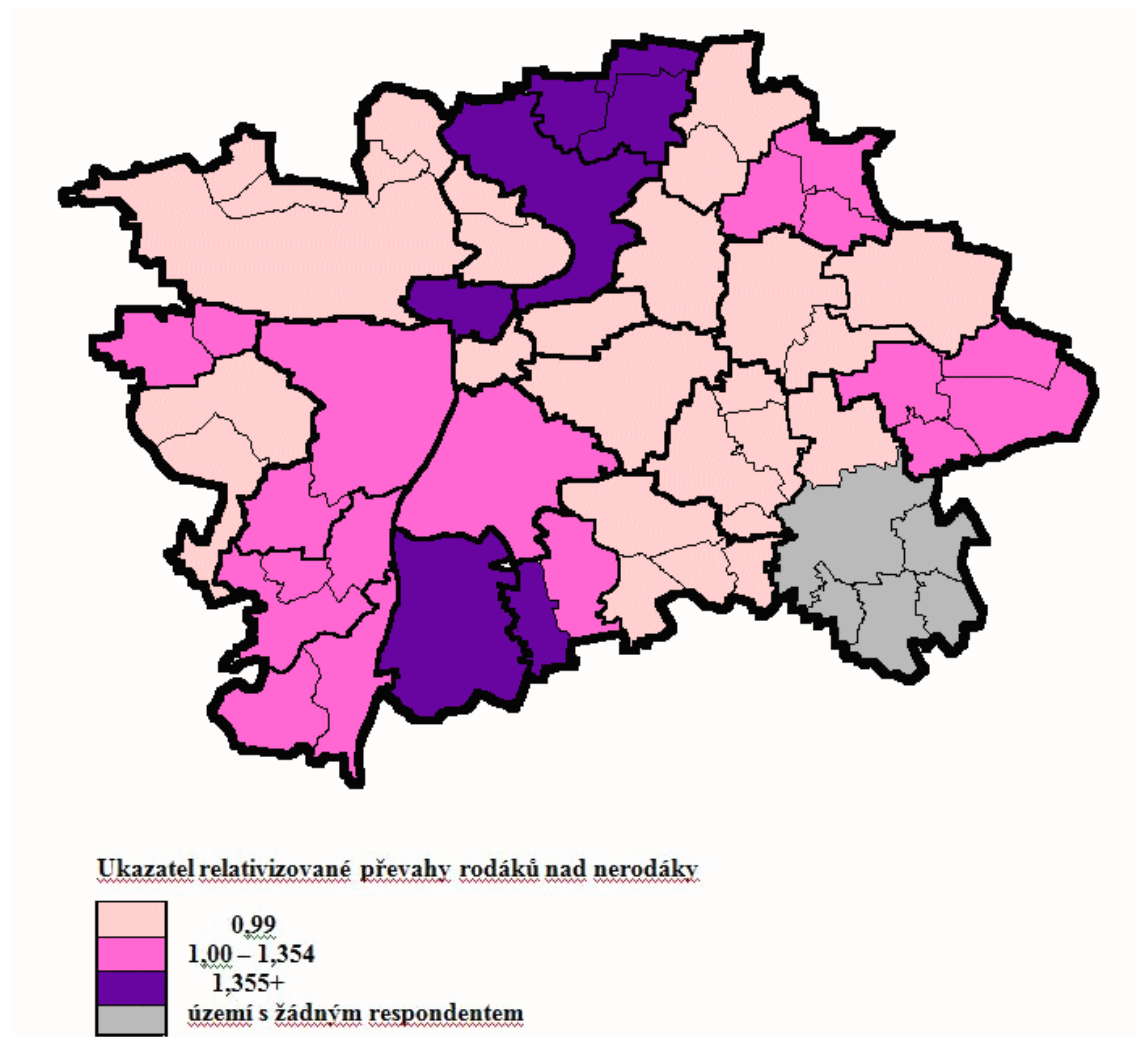 Ukazatel relativizované převahy rodáků nad nerodáky
0,99
1,00 – 1,354
1,355+
území s žádným respondentem